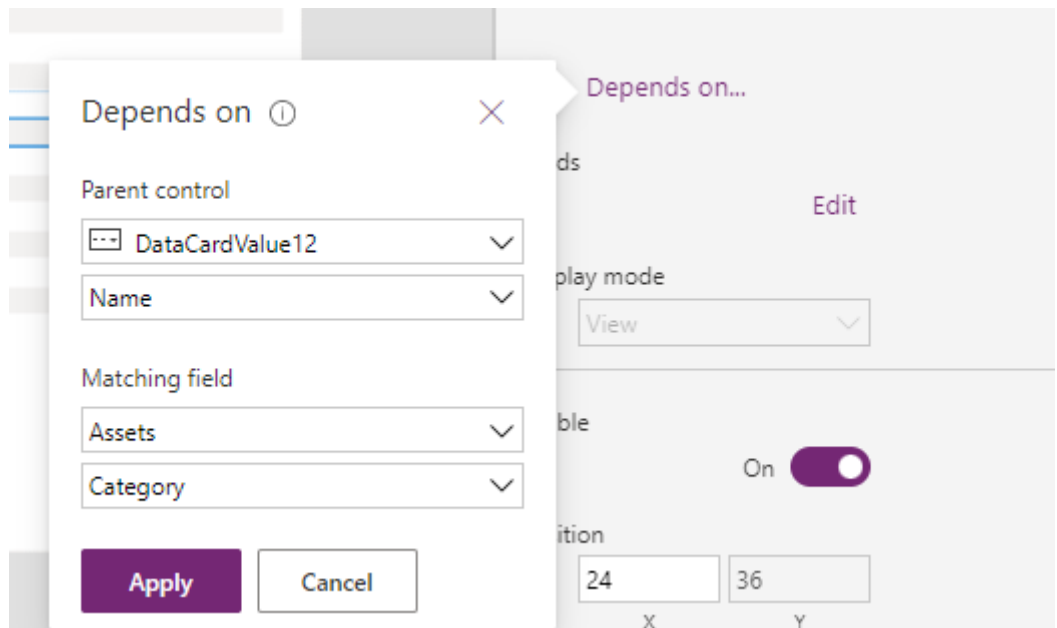 Depends on...
Depends on
Parent control
DataCardValue12
Name
Matching field
Assets
Category
Apply
Cancel
ds
Edit
play mode
View
ble
On
ition
24
36
X
Y